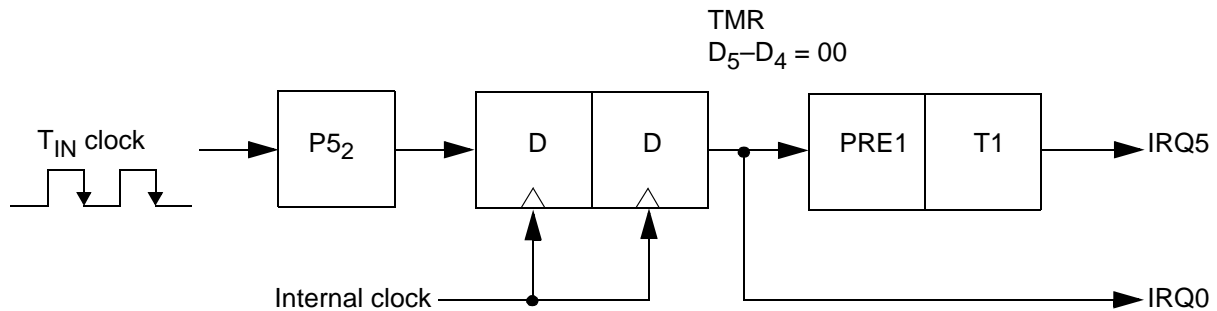 TMR
D5–D4 = 00
TIN clock
P52
D
D
PRE1
T1
IRQ5
Internal clock
IRQ0